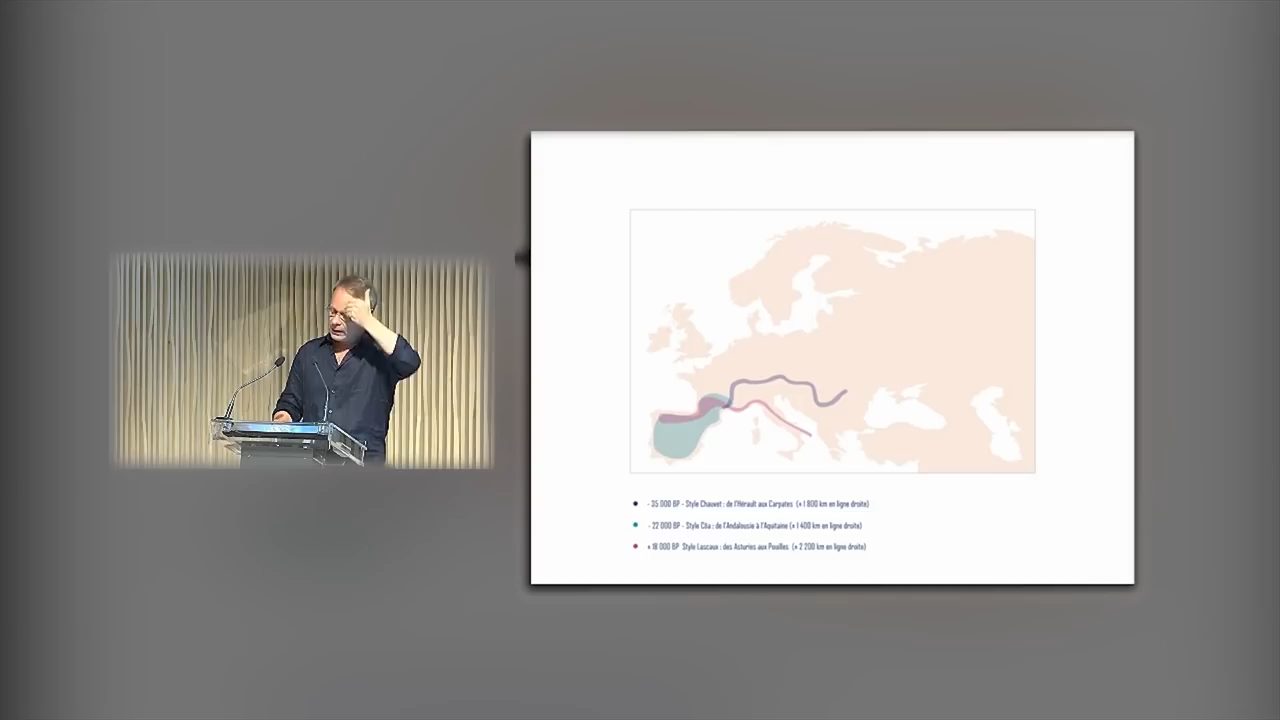 - 35 000 BP - Style Chauvet : de l'Hérault aux Carpates (± 1 800 km en ligne droite)
- 22 000 BP - Style Côa : de l'Andalousie à l'Aquitaine (± 1 400 km en ligne droite)
± 18 000 BP Style Lascaux : des Asturies aux Pouilles (± 2 200 km en ligne droite)